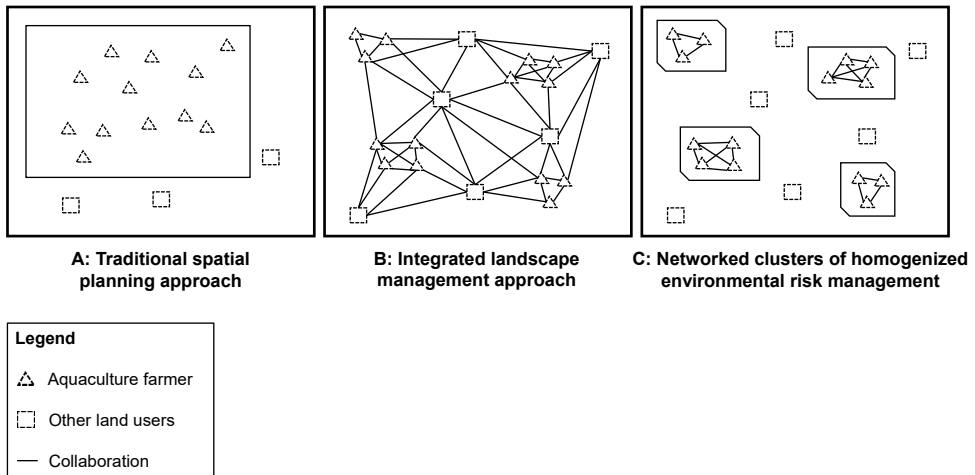 A: Traditional spatial
planning approach
B: Integrated landscape
management approach
C: Networked clusters of homogenized
environmental risk management
Legend
Aquaculture farmer
Other land users
Collaboration